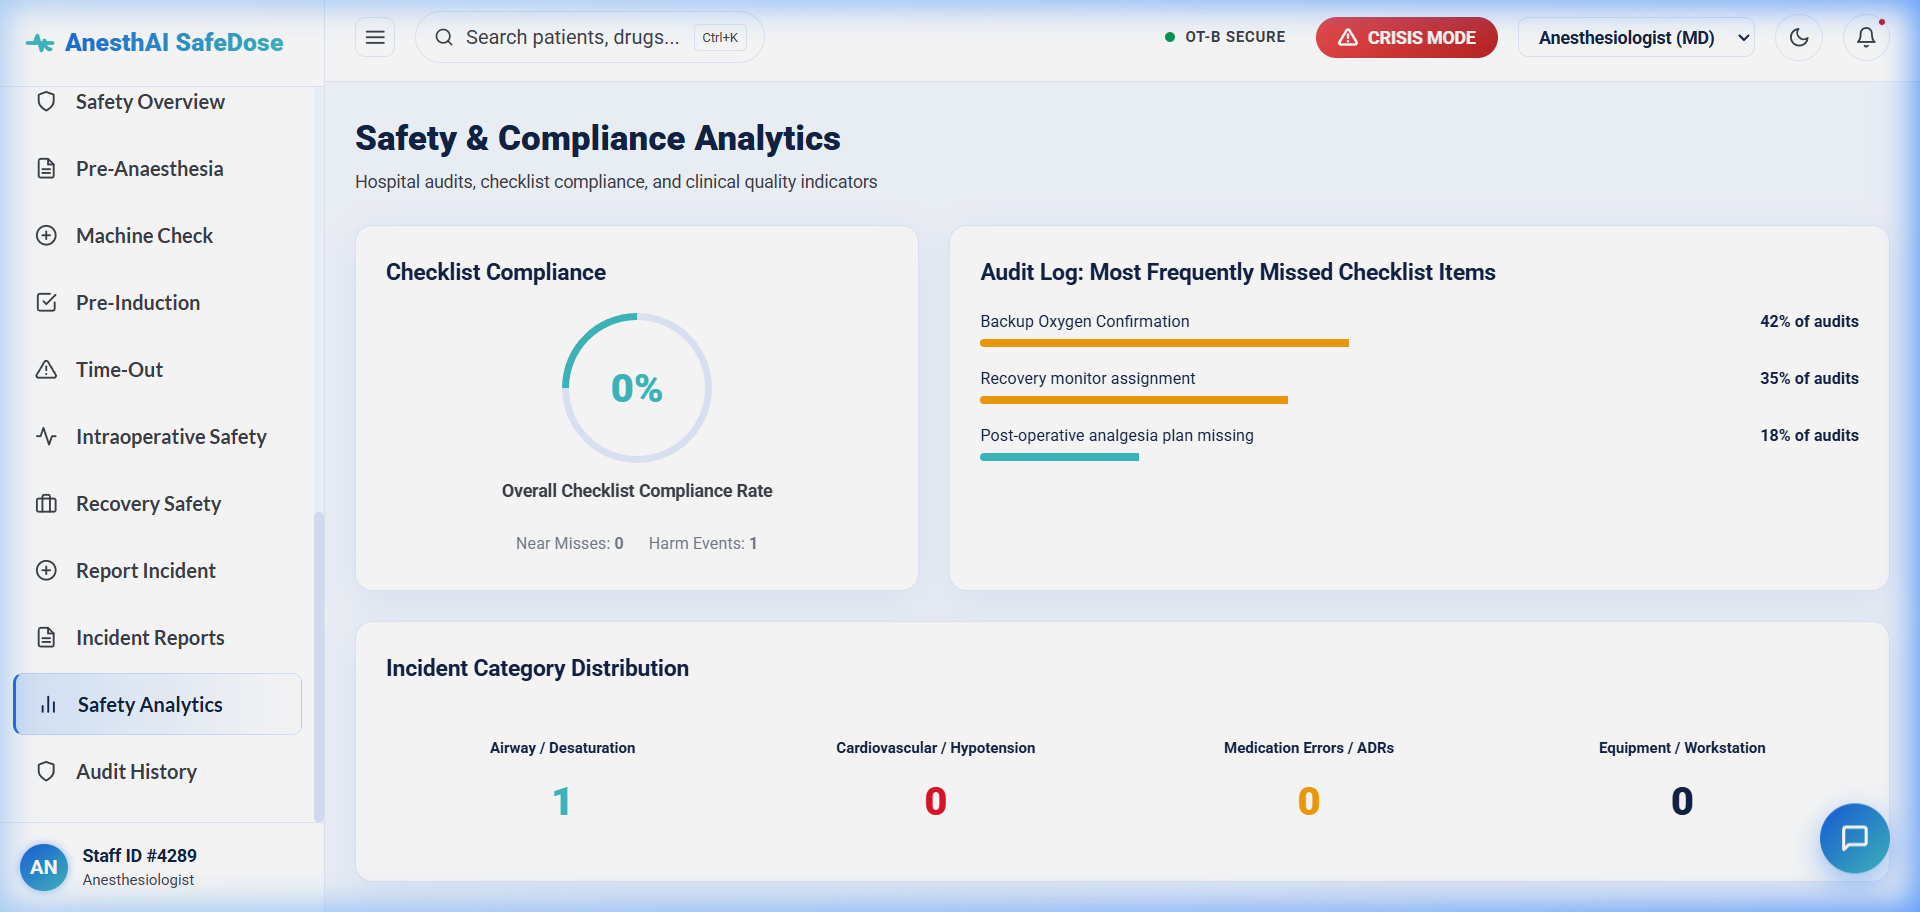 AnesthAI SafeDose
Search patients, drugs...
Ctrl+K
OT-B SECURE
CRISIS MODE
Anesthesiologist (MD)
Safety Overview
Pre-Anaesthesia
Machine Check
Pre-Induction
Time-Out
Intraoperative Safety
Recovery Safety
Report Incident
Incident Reports
Safety Analytics
Audit History
AN
Staff ID #4289
Anesthesiologist
Safety & Compliance Analytics
Hospital audits, checklist compliance, and clinical quality indicators
Checklist Compliance
0%
Overall Checklist Compliance Rate
Near Misses: 0 Harm Events: 1
Audit Log: Most Frequently Missed Checklist Items
Backup Oxygen Confirmation 42% of audits
Recovery monitor assignment 35% of audits
Post-operative analgesia plan missing 18% of audits
Incident Category Distribution
Airway / Desaturation
1
Cardiovascular / Hypotension
0
Medication Errors / ADRs
0
Equipment / Workstation
0